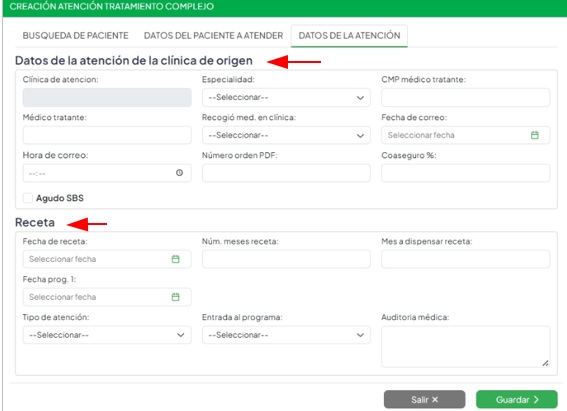 CREACIÓN ATENCIÓN TRATAMIENTO COMPLEJO
BUSQUEDA DE PACIENTE DATOS DEL PACIENTE A ATENDER DATOS DE LA ATENCIÓN
Datos de la atención de la clínica de origen
Clínica de atencion: Especialidad: CMP médico tratante:
--Seleccionar--
Médico tratante: Recogió med. en clínica: Fecha de correo:
--Seleccionar-- Seleccionar fecha
Hora de correo: Número orden PDF: Coaseguro %:
--:--
Agudo SBS
Receta
Fecha de receta: Núm. meses receta: Mes a dispensar receta:
Seleccionar fecha
Fecha prog. 1:
Seleccionar fecha
Tipo de atención: Entrada al programa: Auditoria médica:
--Seleccionar-- --Seleccionar--
Salir × Guardar >